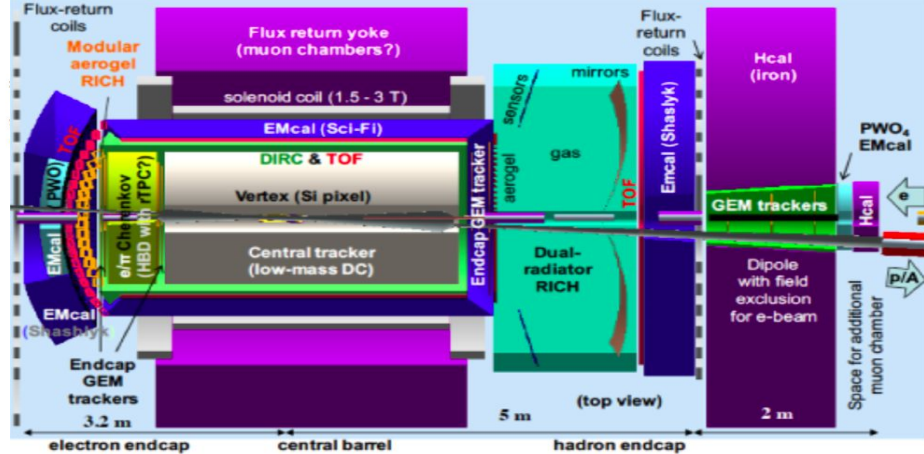 Flux-return
coils
Modular
aerogel
RICH
Flux return yoke
(muon chambers?)
solenoid coil (1.5 - 3 T)
EMcal (Sci-Fi)
DIRC & TOF
Vertex (Si pixel)
Central tracker
(low-mass DC)
TOF
(PWO)
EMcal
EMcal
(Shashlyk)
e/π Cherenkov
(HBD with rTPC?)
Endcap
GEM
trackers
Endcap GEM tracker
aerogel
sensors
mirrors
gas
Dual-
radiator
RICH
TOF
Emcal (Shaslyk)
Flux-
return
coils
Hcal
(iron)
PWO₄
EMcal
GEM trackers
Hcal
e
p/A
Dipole
with field
exclusion
for e-beam
Space for additional
muon chamber
(top view)
3.2 m
5 m
2 m
electron endcap
central barrel
hadron endcap